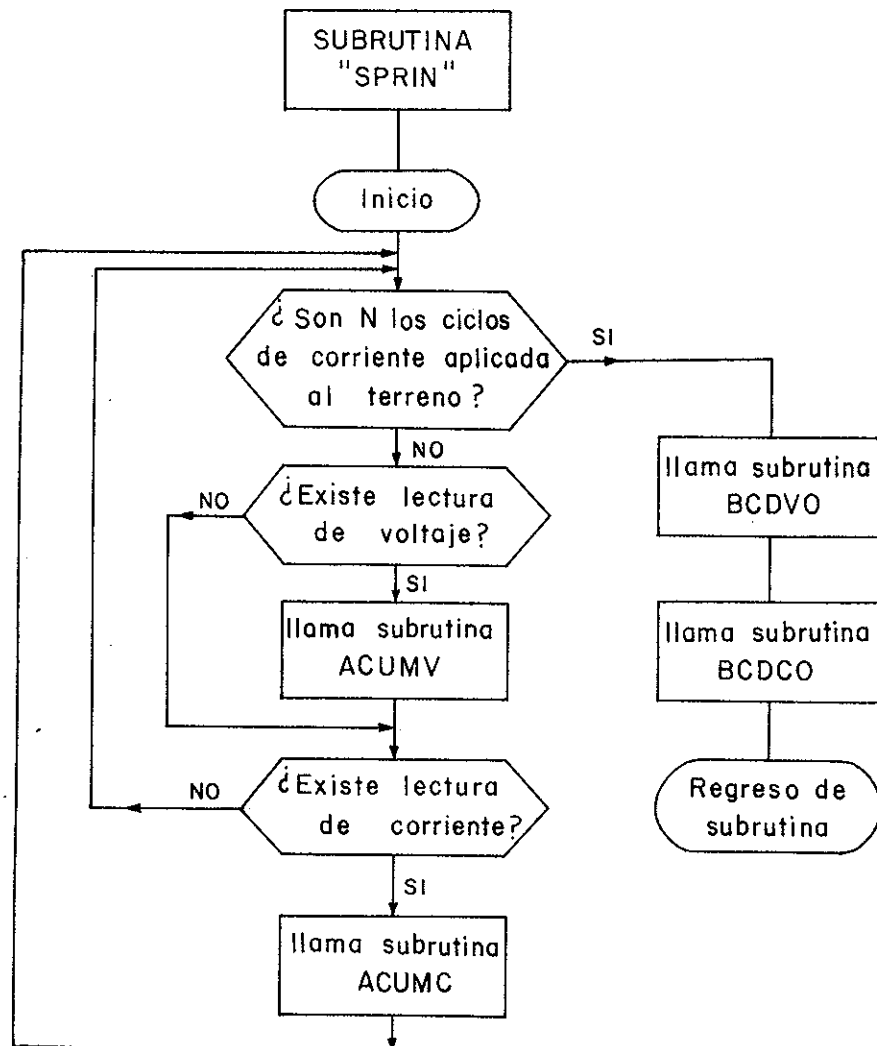 SUBRUTINA
"SPRIN"
Inicio
¿Son N los ciclos
de corriente aplicada
al terreno?
SI
NO
¿Existe lectura
de voltaje?
NO
SI
llama subrutina
ACUMV
¿Existe lectura
de corriente?
NO
SI
llama subrutina
ACUMC
llama subrutina
BCDVO
llama subrutina
BCDCO
Regreso de
subrutina